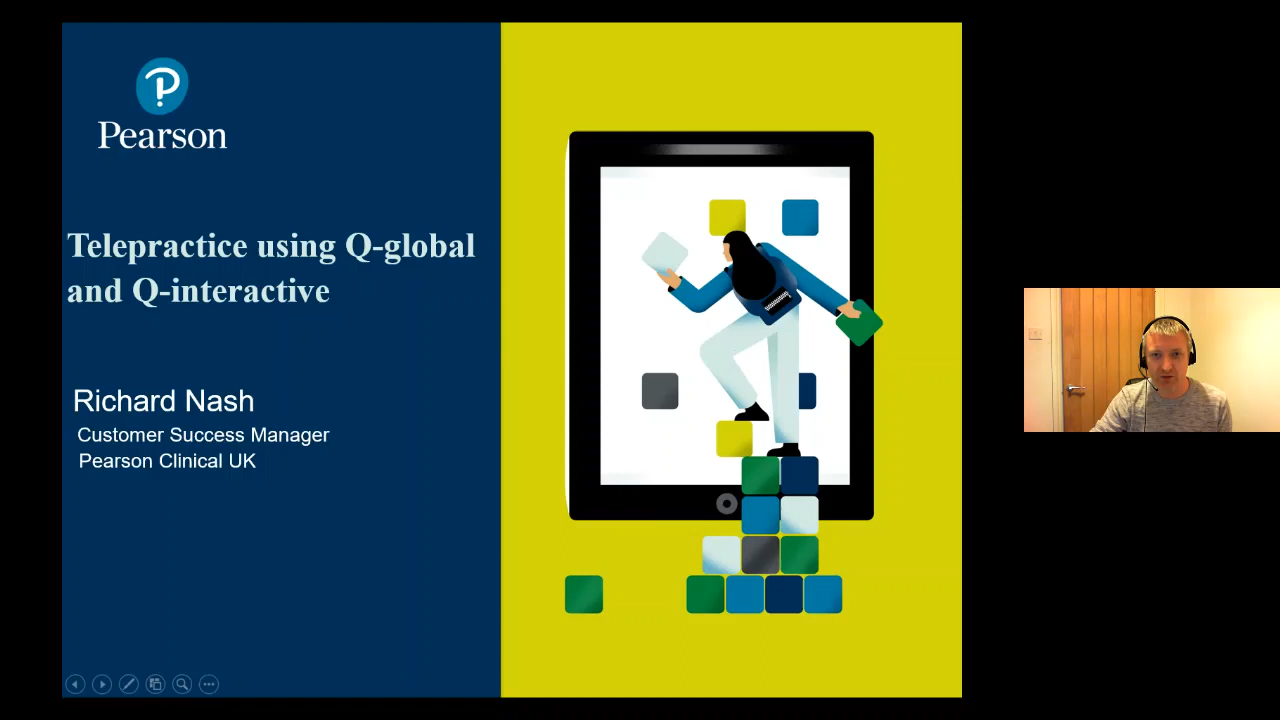 Pearson
Telepractice using Q-global
and Q-interactive
Richard Nash
Customer Success Manager
Pearson Clinical UK